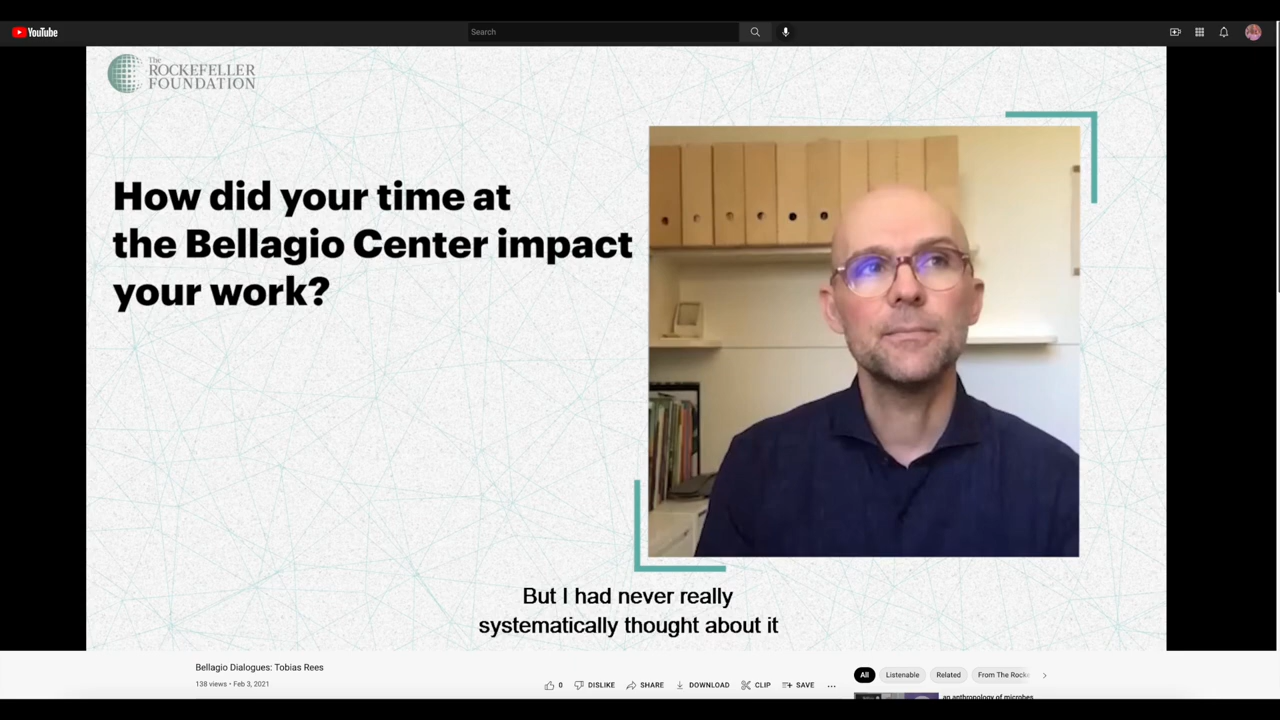 YouTube
Search
The
ROCKEFELLER
FOUNDATION
How did your time at
the Bellagio Center impact
your work?
But I had never really
systematically thought about it
Bellagio Dialogues: Tobias Rees
138 views • Feb 3, 2021
0
DISLIKE
SHARE
DOWNLOAD
CLIP
SAVE
All
Listenable
Related
From The Rocke
an anthropology of microbes